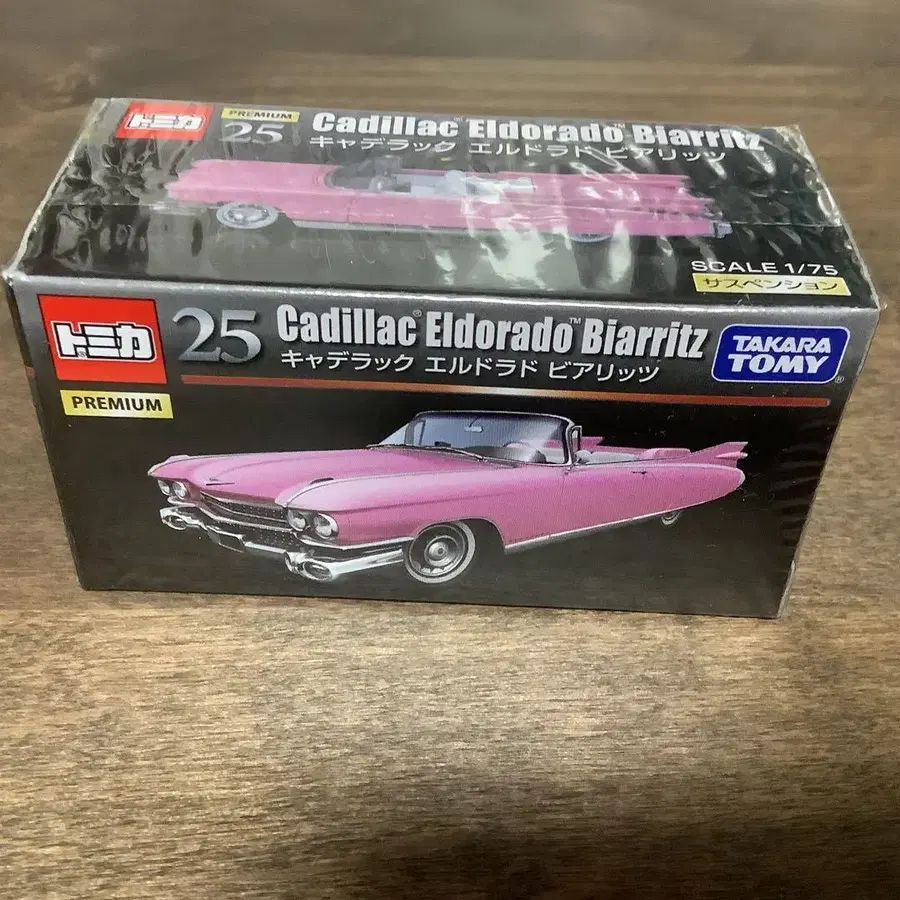 トミカ
PREMIUM
25
Cadillac® Eldorado™ Biarritz
キャデラック エルドラド ビアリッツ
SCALE 1/75
サスペンション
トミカ
PREMIUM
25
Cadillac® Eldorado™ Biarritz
キャデラック エルドラド ビアリッツ
TAKARA
TOMY®